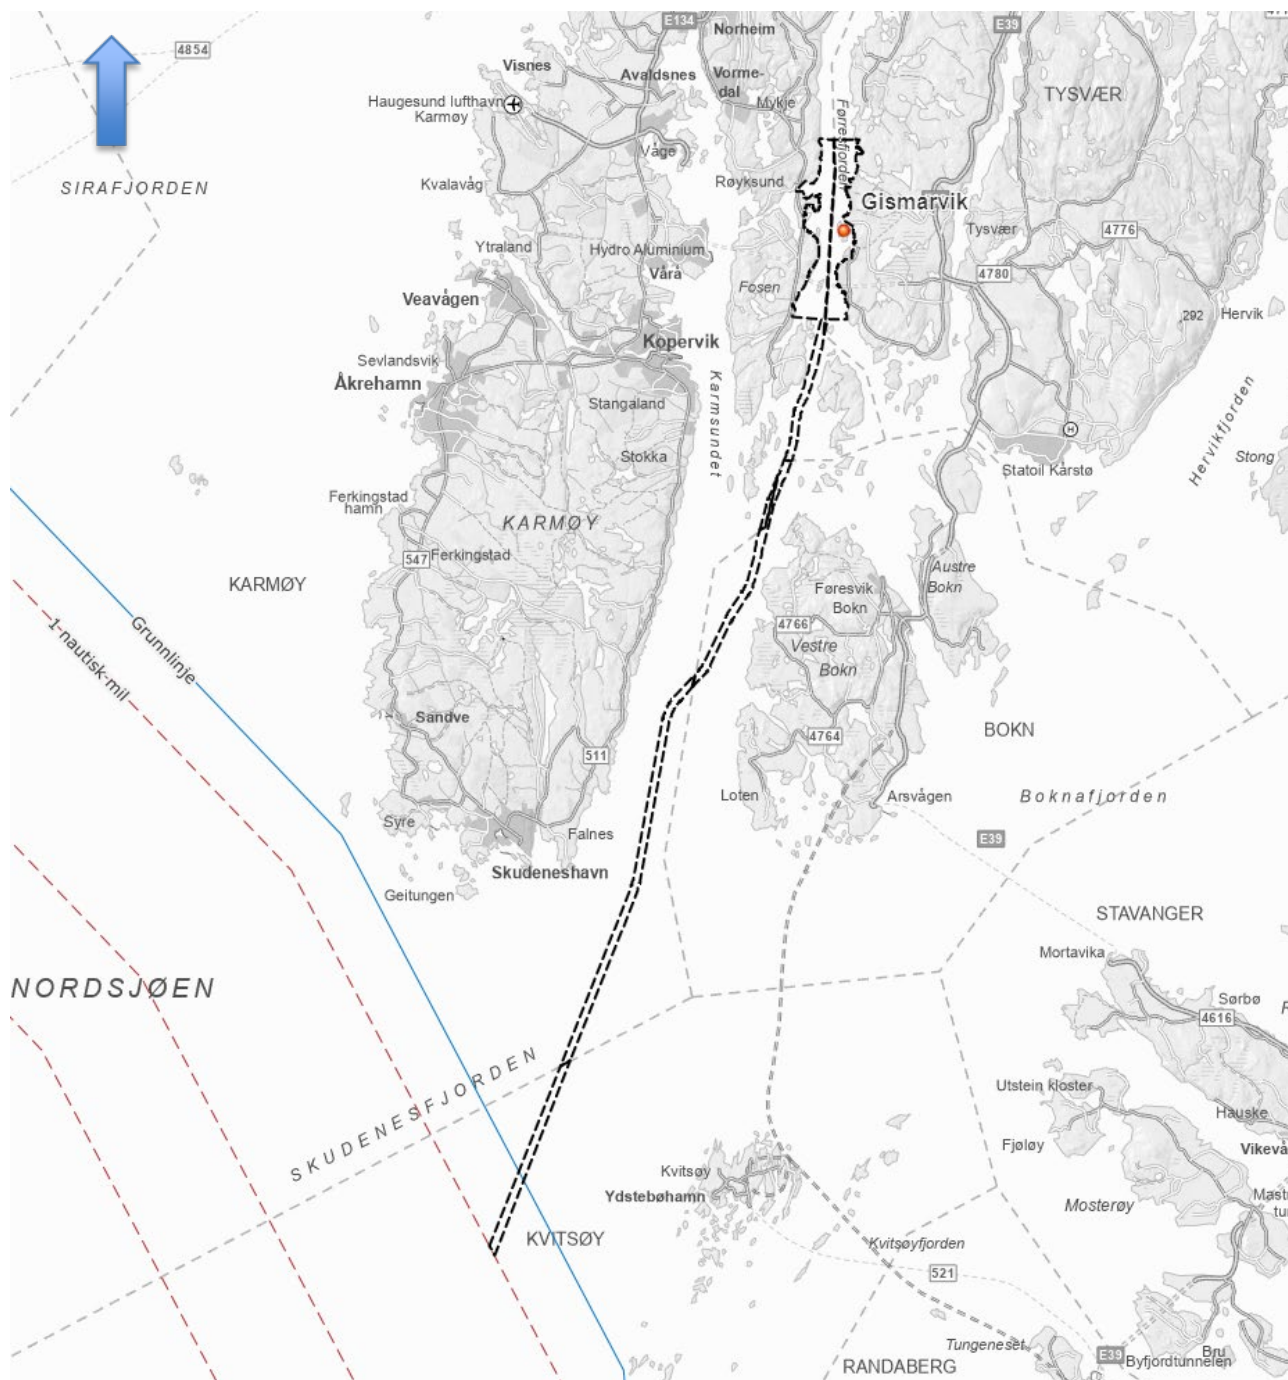 E134
E39
4854
Norheim
Visnes
Avaldsnes
Vorme-
dal
TYSVÆR
Haugesund lufthavn
Karmøy
Mykje
Førresfjorden
Våge
SIRAFJORDEN
Kvalavåg
Røyksund
Gismarvik
Tysvær
4776
Ytraland
Hydro Aluminium
Våra
4780
Fosen
Veavågen
292
Hervik
Kopervik
Sevlandsvik
Åkrehamn
Karmsundet
Stangaland
Hervikfjorden
Stokka
Statoil Kårstø
Stong
Ferkingstad
hamn
KARMØY
547
Ferkingstad
KARMØY
Føresvik
Bokn
Austre
Bokn
4766
Vestre
Bokn
Grunnlinje
1 nautisk mil
Sandve
4764
BOKN
511
Loten
Arsvågen
Boknafjorden
Syre
Falnes
E39
Skudeneshavn
Geitungen
STAVANGER
Mortavika
NORDSJØEN
Sørbø
4616
SKUDENESFJORDEN
Utstein kloster
Hauske
Fjøløy
Kvitsøy
Ydstebøhamn
Mosterøy
KVITSØY
Kvitsøyfjorden
521
Tungeneset
E39
Bru
Byfjordtunnelen
RANDABERG